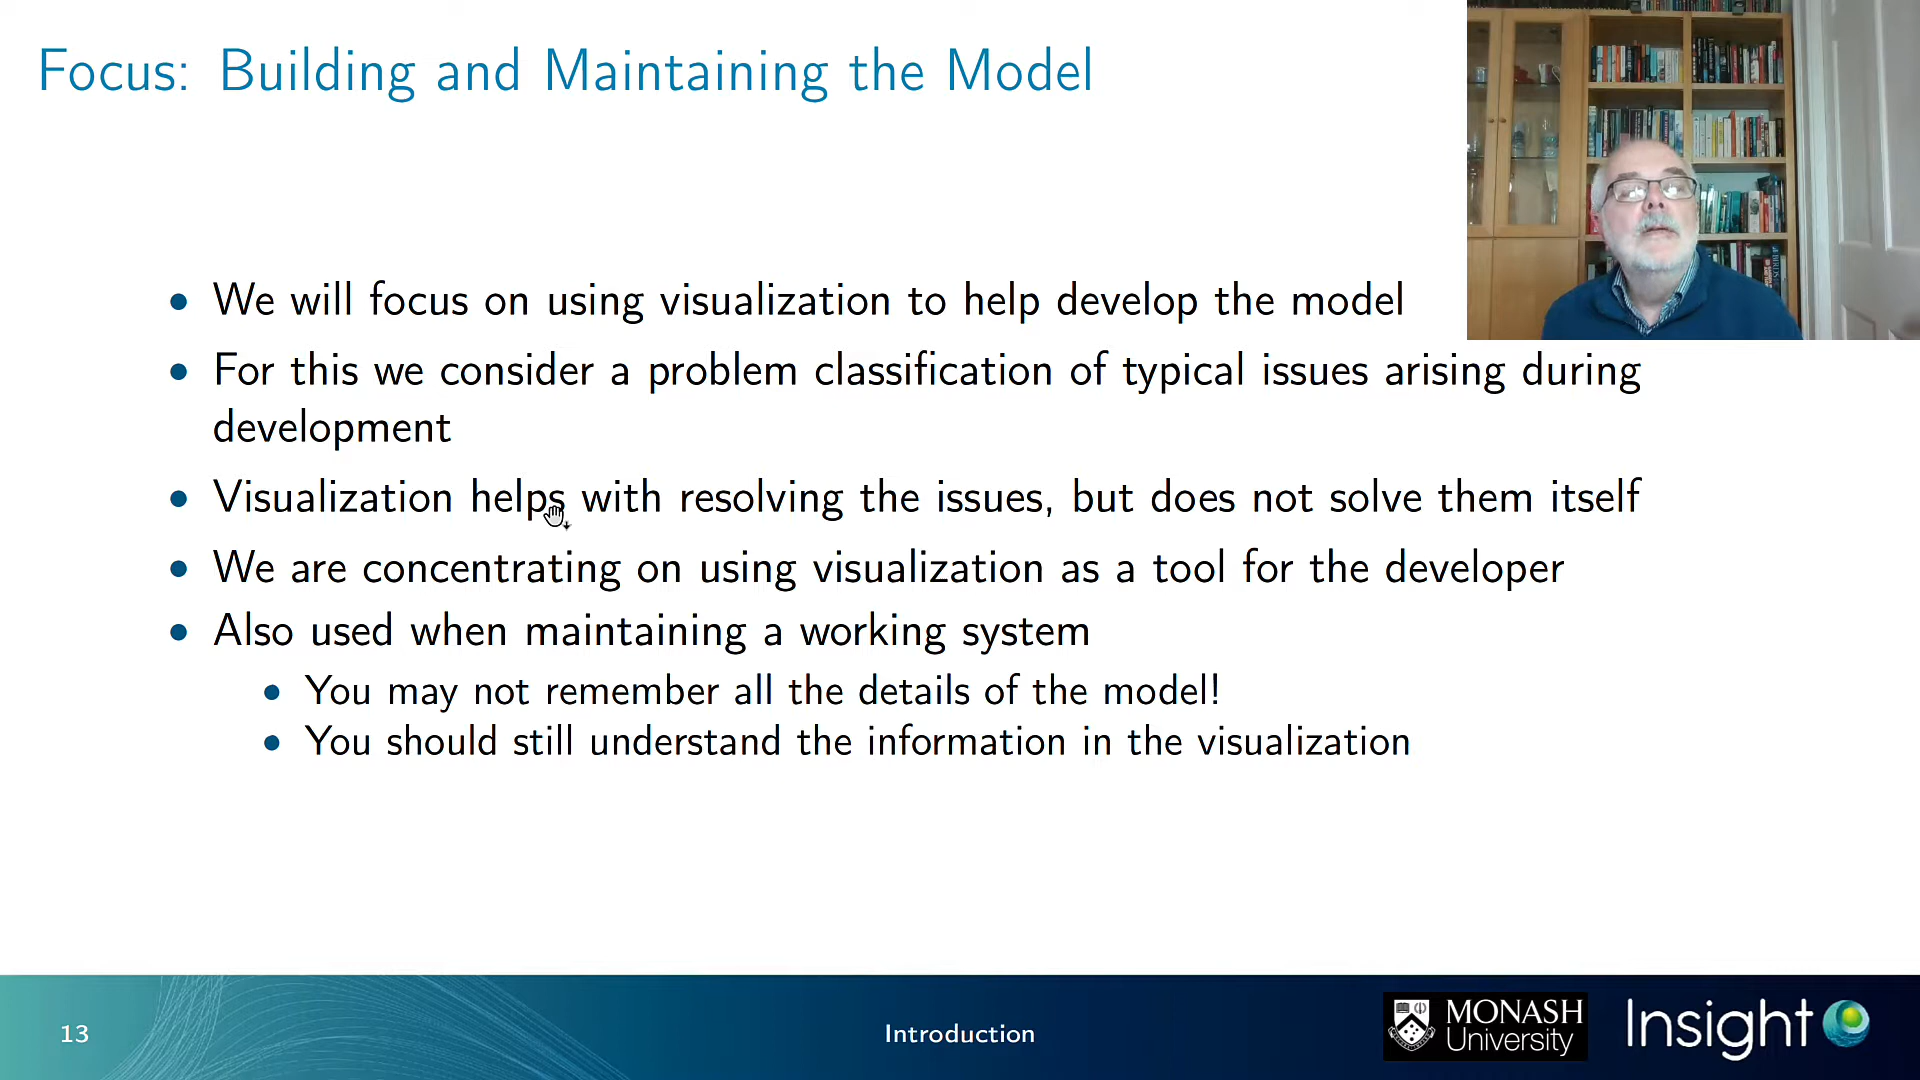 Focus: Building and Maintaining the Model
• We will focus on using visualization to help develop the model
• For this we consider a problem classification of typical issues arising during
development
• Visualization helps with resolving the issues, but does not solve them itself
• We are concentrating on using visualization as a tool for the developer
• Also used when maintaining a working system
• You may not remember all the details of the model!
• You should still understand the information in the visualization
13
Introduction
MONASH
University
Insight